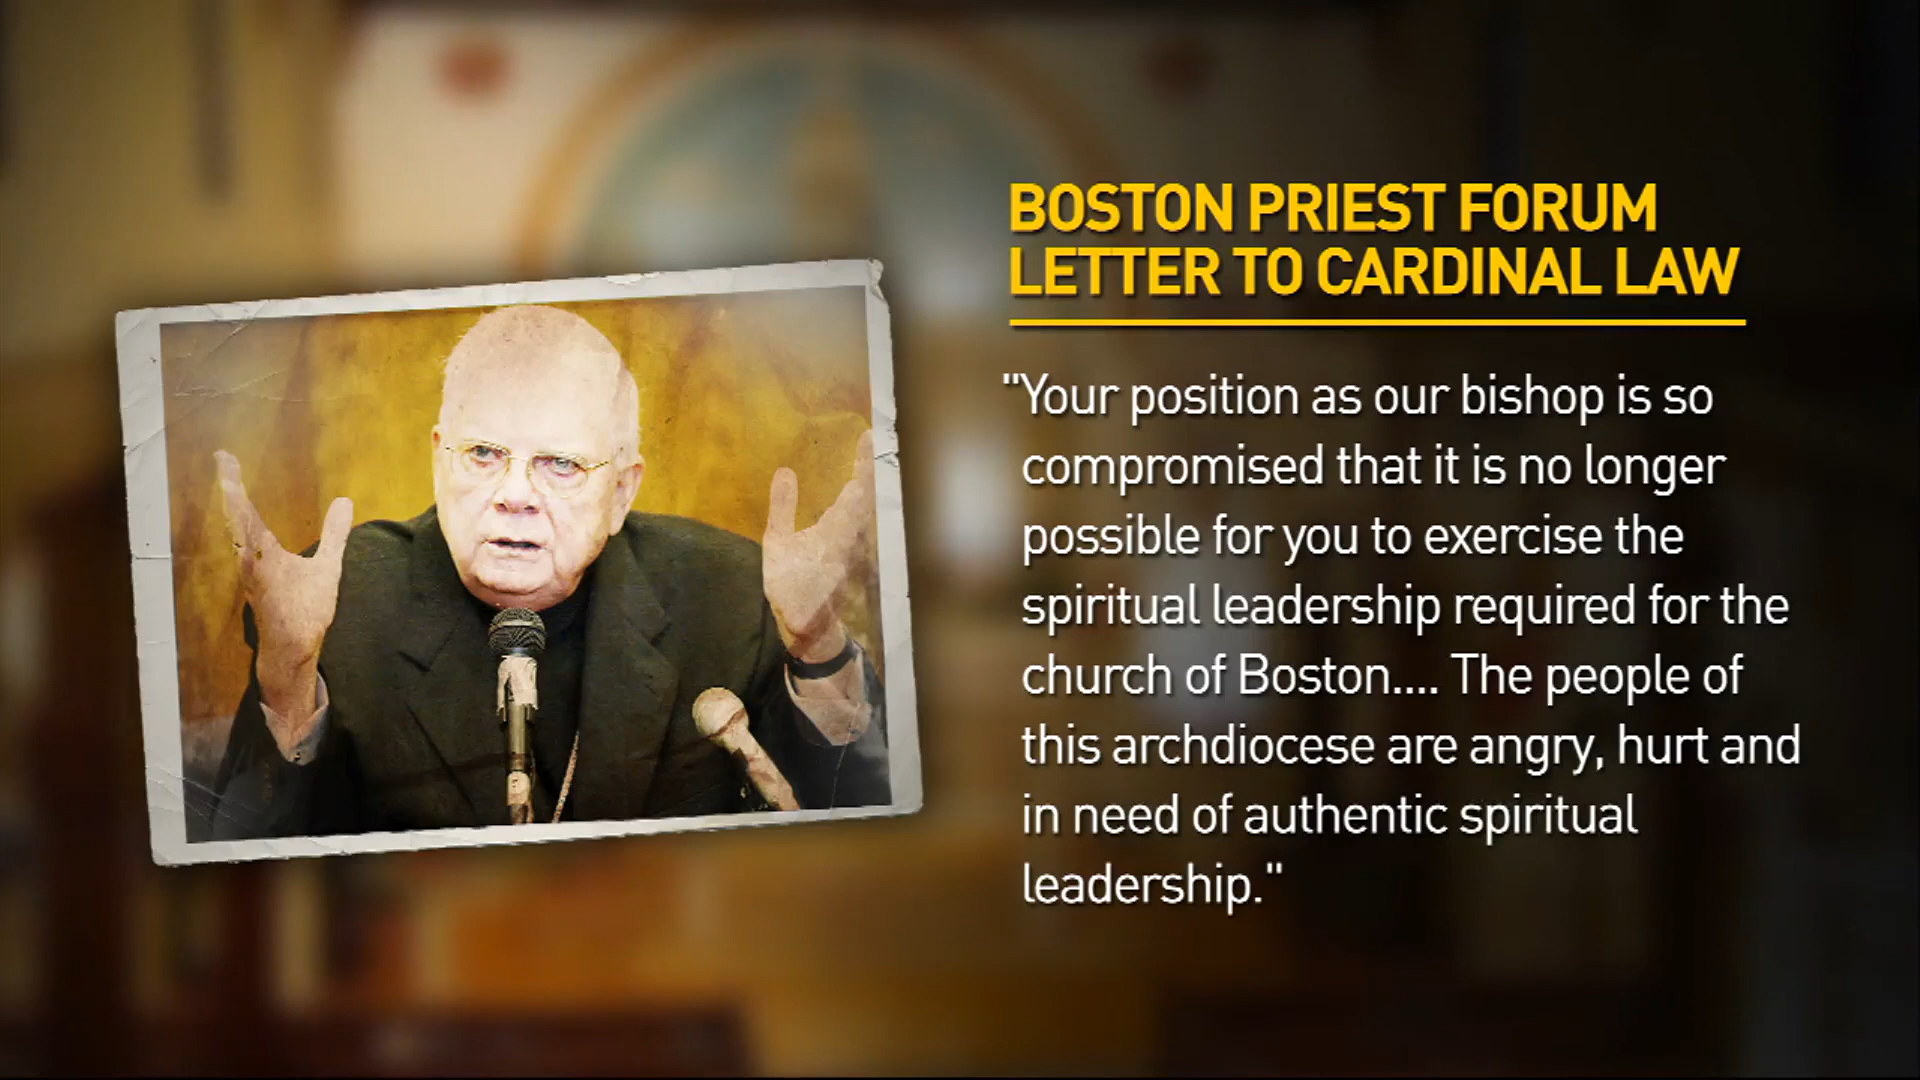 BOSTON PRIEST FORUM
LETTER TO CARDINAL LAW
"Your position as our bishop is so
compromised that it is no longer
possible for you to exercise the
spiritual leadership required for the
church of Boston.... The people of
this archdiocese are angry, hurt and
in need of authentic spiritual
leadership."